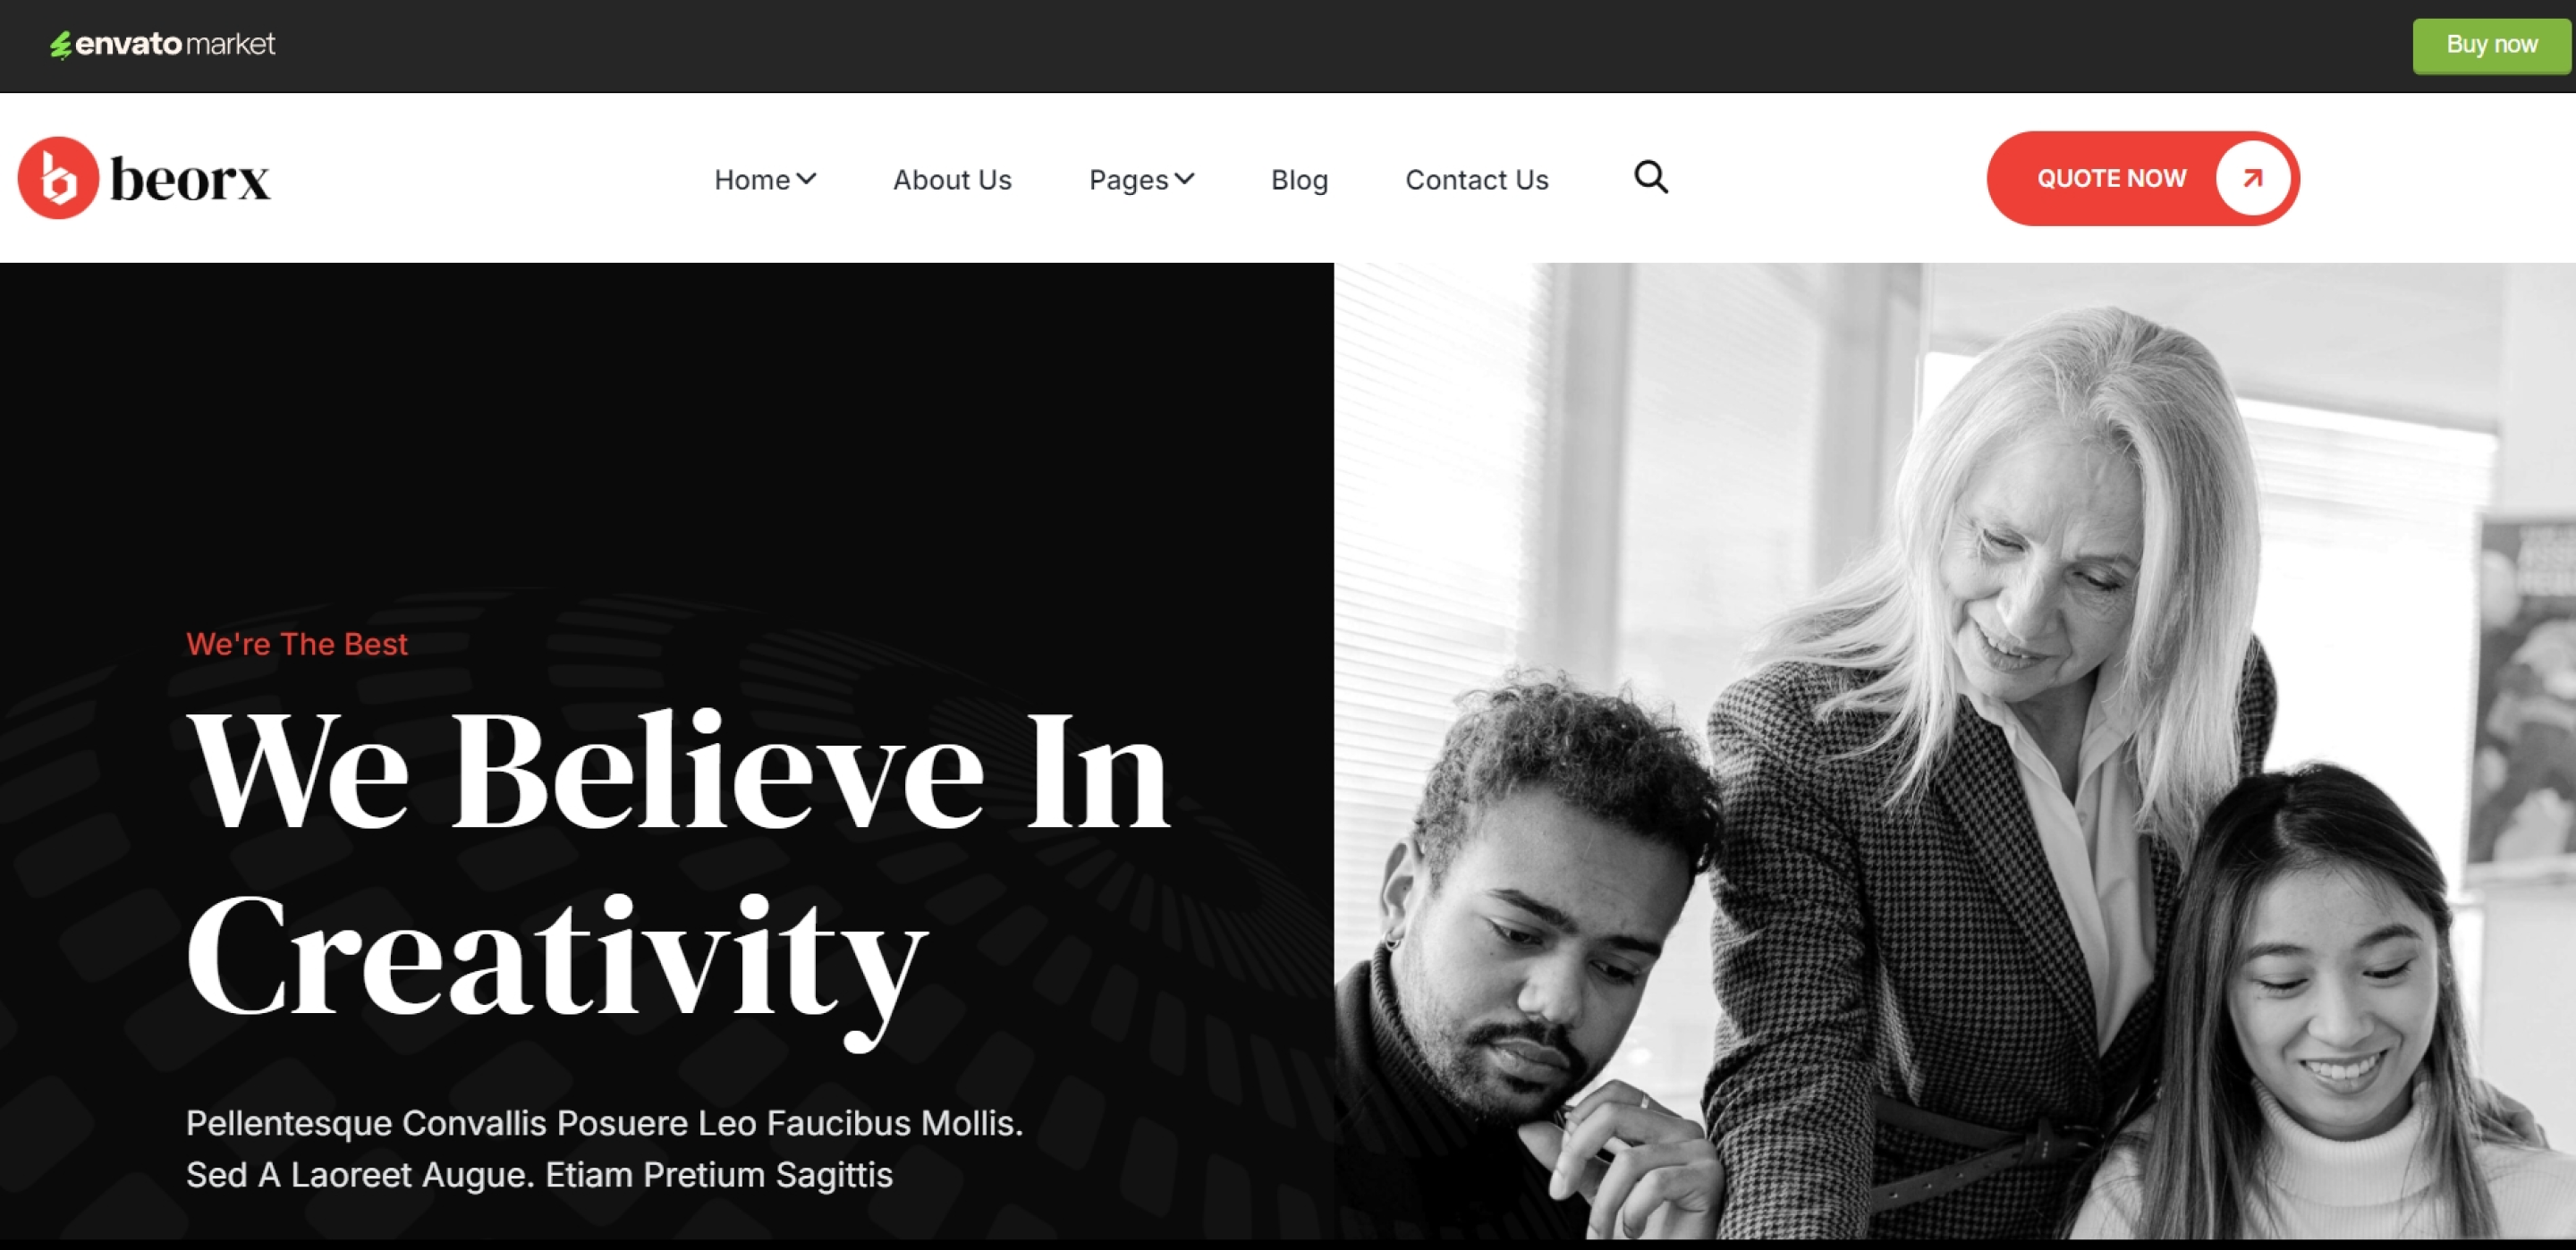 envato market
Buy now
beorx
Home
About Us
Pages
Blog
Contact Us
QUOTE NOW
We're The Best
We Believe In
Creativity
Pellentesque Convallis Posuere Leo Faucibus Mollis.
Sed A Laoreet Augue. Etiam Pretium Sagittis